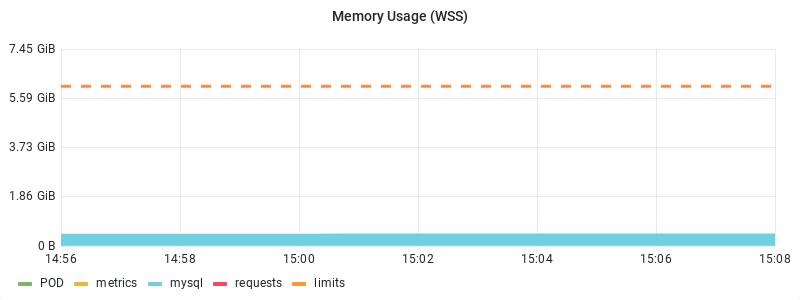 Memory Usage (WSS)
7.45 GiB
5.59 GiB
3.73 GiB
1.86 GiB
0 B
14:56 14:58 15:00 15:02 15:04 15:06 15:08
POD metrics mysql requests limits